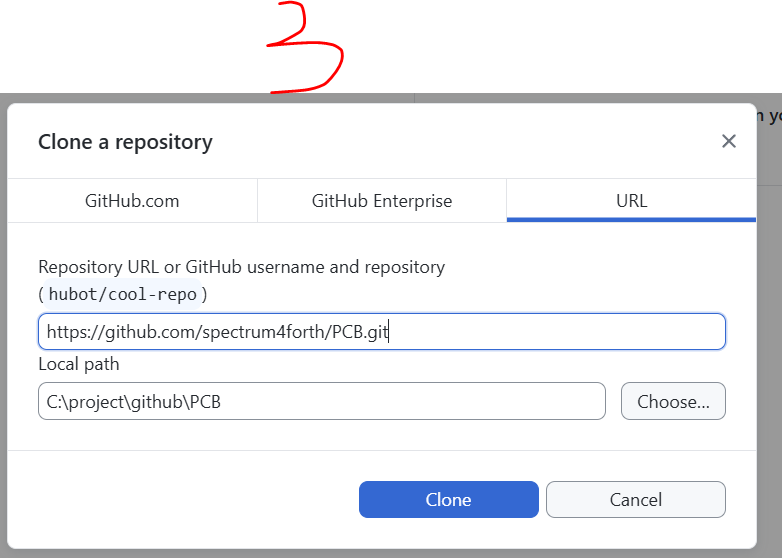 3
n yo
Clone a repository
GitHub.com GitHub Enterprise URL
Repository URL or GitHub username and repository
(hubot/cool-repo)
https://github.com/spectrum4forth/PCB.git
Local path
C:\project\github\PCB Choose...
Clone Cancel